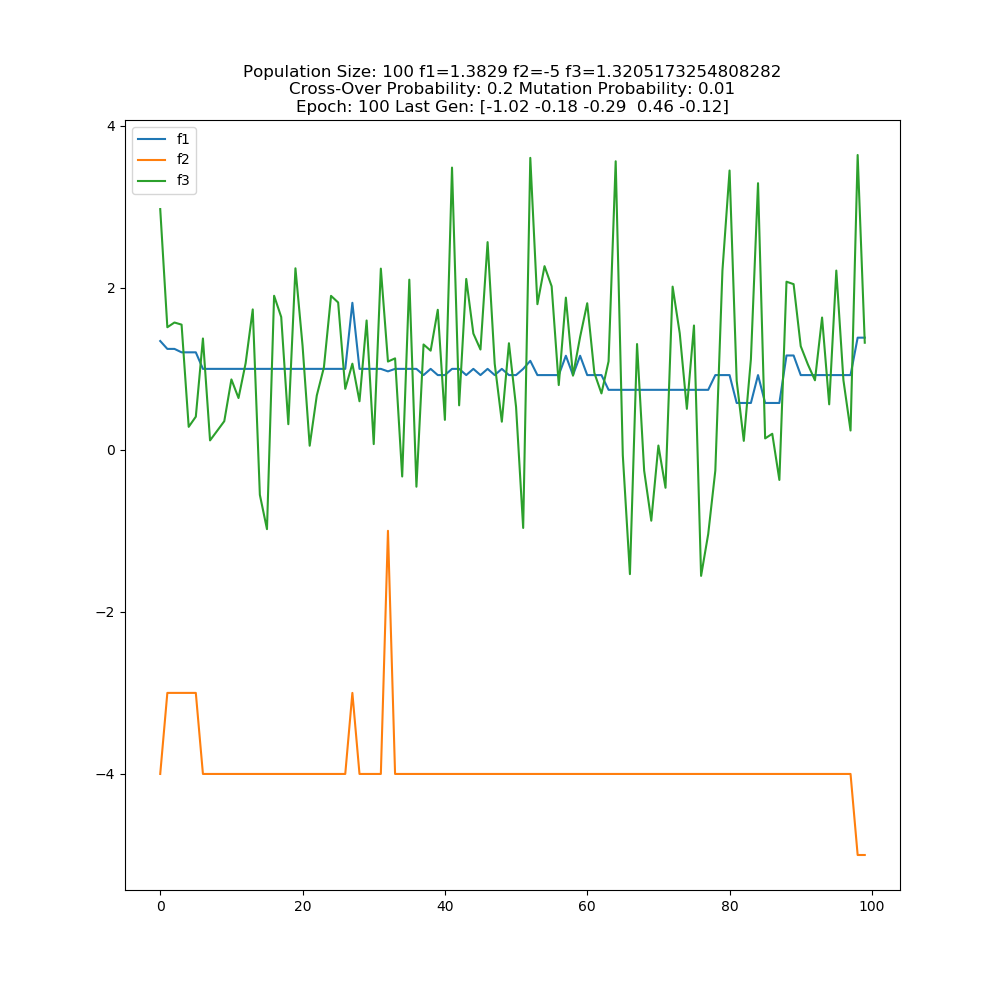 Population Size: 100 f1=1.3829 f2=-5 f3=1.3205173254808282
Cross-Over Probability: 0.2 Mutation Probability: 0.01
Epoch: 100 Last Gen: [-1.02 -0.18 -0.29  0.46 -0.12]
f1
f2
f3
4
2
0
−2
−4
0 20 40 60 80 100